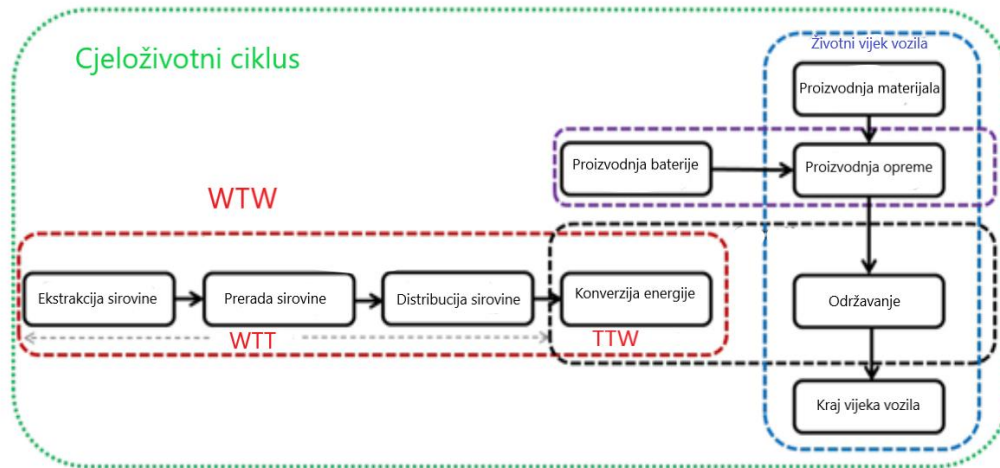 Cjeloživotni ciklus
Životni vijek vozila
Proizvodnja materijala
Proizvodnja baterije
Proizvodnja opreme
WTW
Ekstrakcija sirovine
Prerada sirovine
Distribucija sirovine
Konverzija energije
Održavanje
WTT
TTW
Kraj vijeka vozila